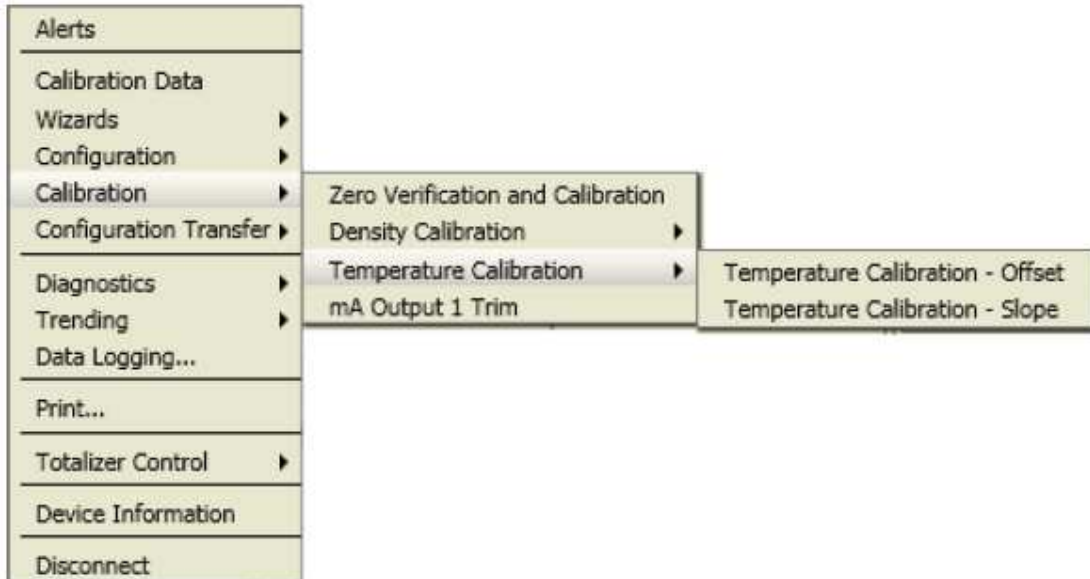 Alerts
Calibration Data
Wizards
Configuration
Calibration
Configuration Transfer
Diagnostics
Trending
Data Logging...
Print...
Totalizer Control
Device Information
Disconnect
Zero Verification and Calibration
Density Calibration
Temperature Calibration
mA Output 1 Trim
Temperature Calibration - Offset
Temperature Calibration - Slope